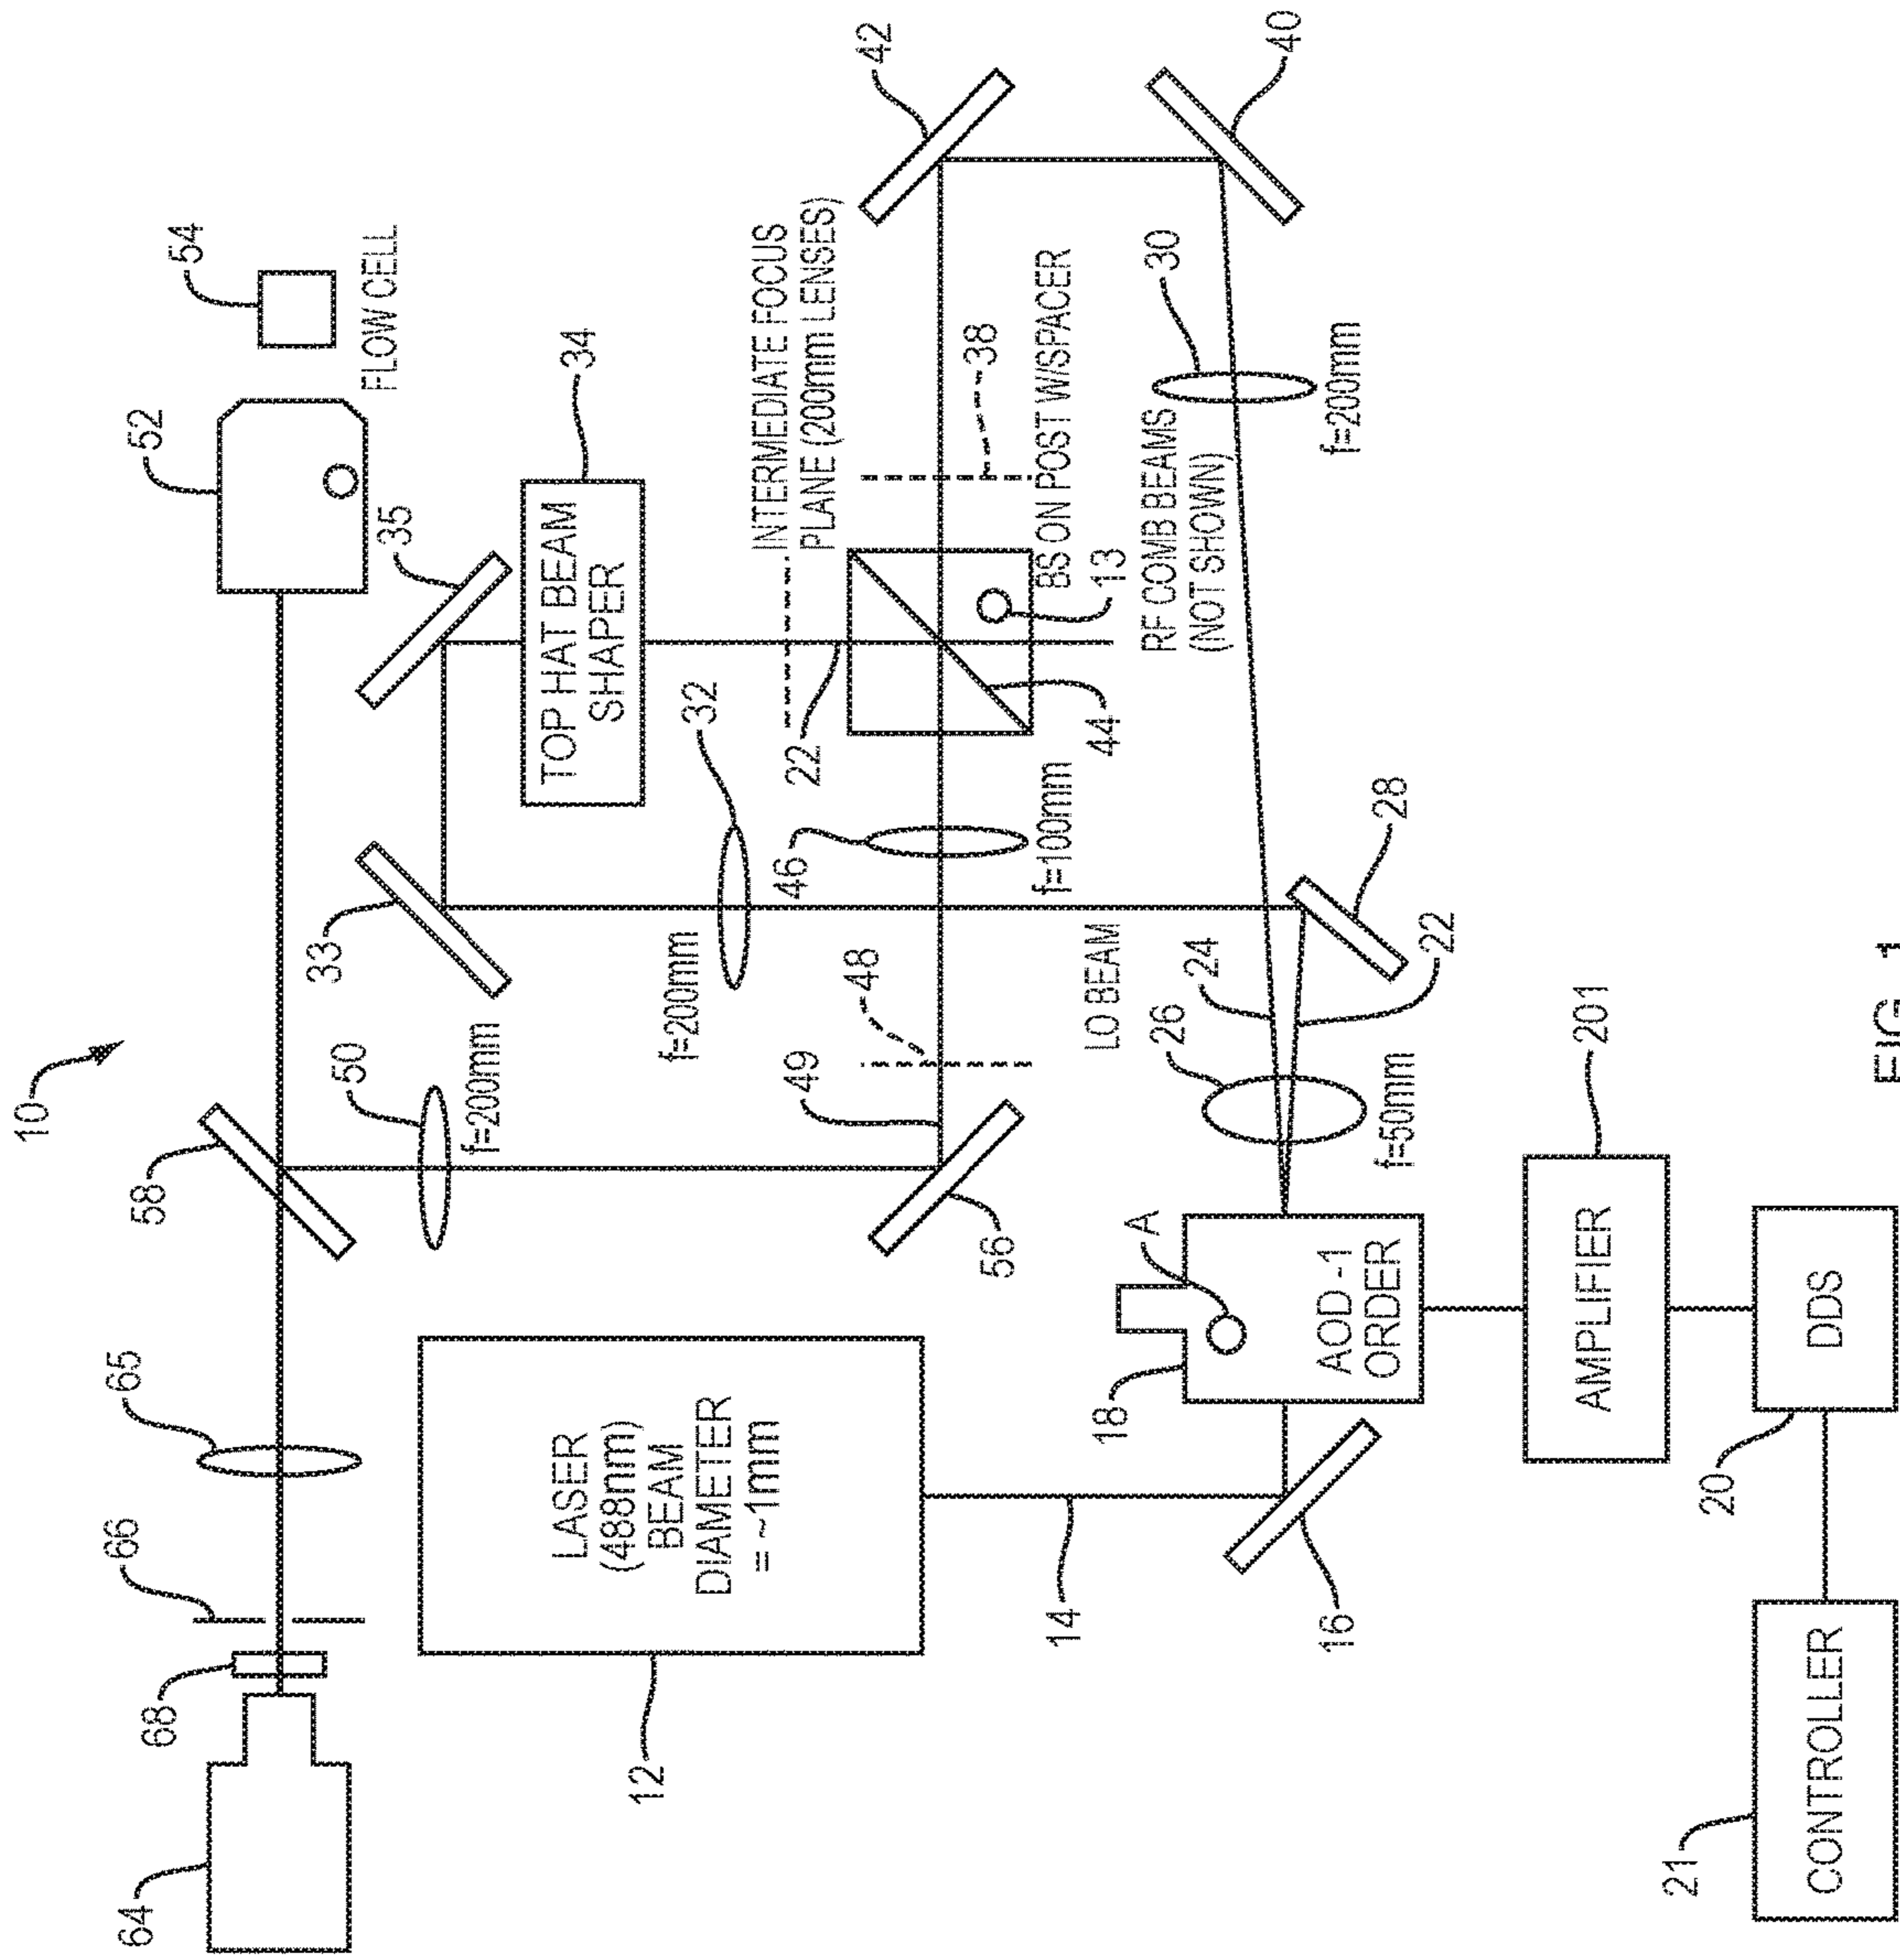 10
64
68
66
65
58
52
54
FLOW CELL
50
f=200mm
33
35
TOP HAT BEAM
SHAPER
34
32
f=200mm
INTERMEDIATE FOCUS
PLANE (200mm LENSES)
42
22
12
LASER
(488nm)
BEAM
DIAMETER
= ~1mm
56
49
48
46
f=100mm
44
13
BS ON POST W/SPACER
38
RF COMB BEAMS
(NOT SHOWN)
30
f=200mm
40
14
16
18
A
AOD -1
ORDER
LO BEAM
26
24
f=50mm
22
28
201
AMPLIFIER
20
DDS
21
CONTROLLER
FIG. 1